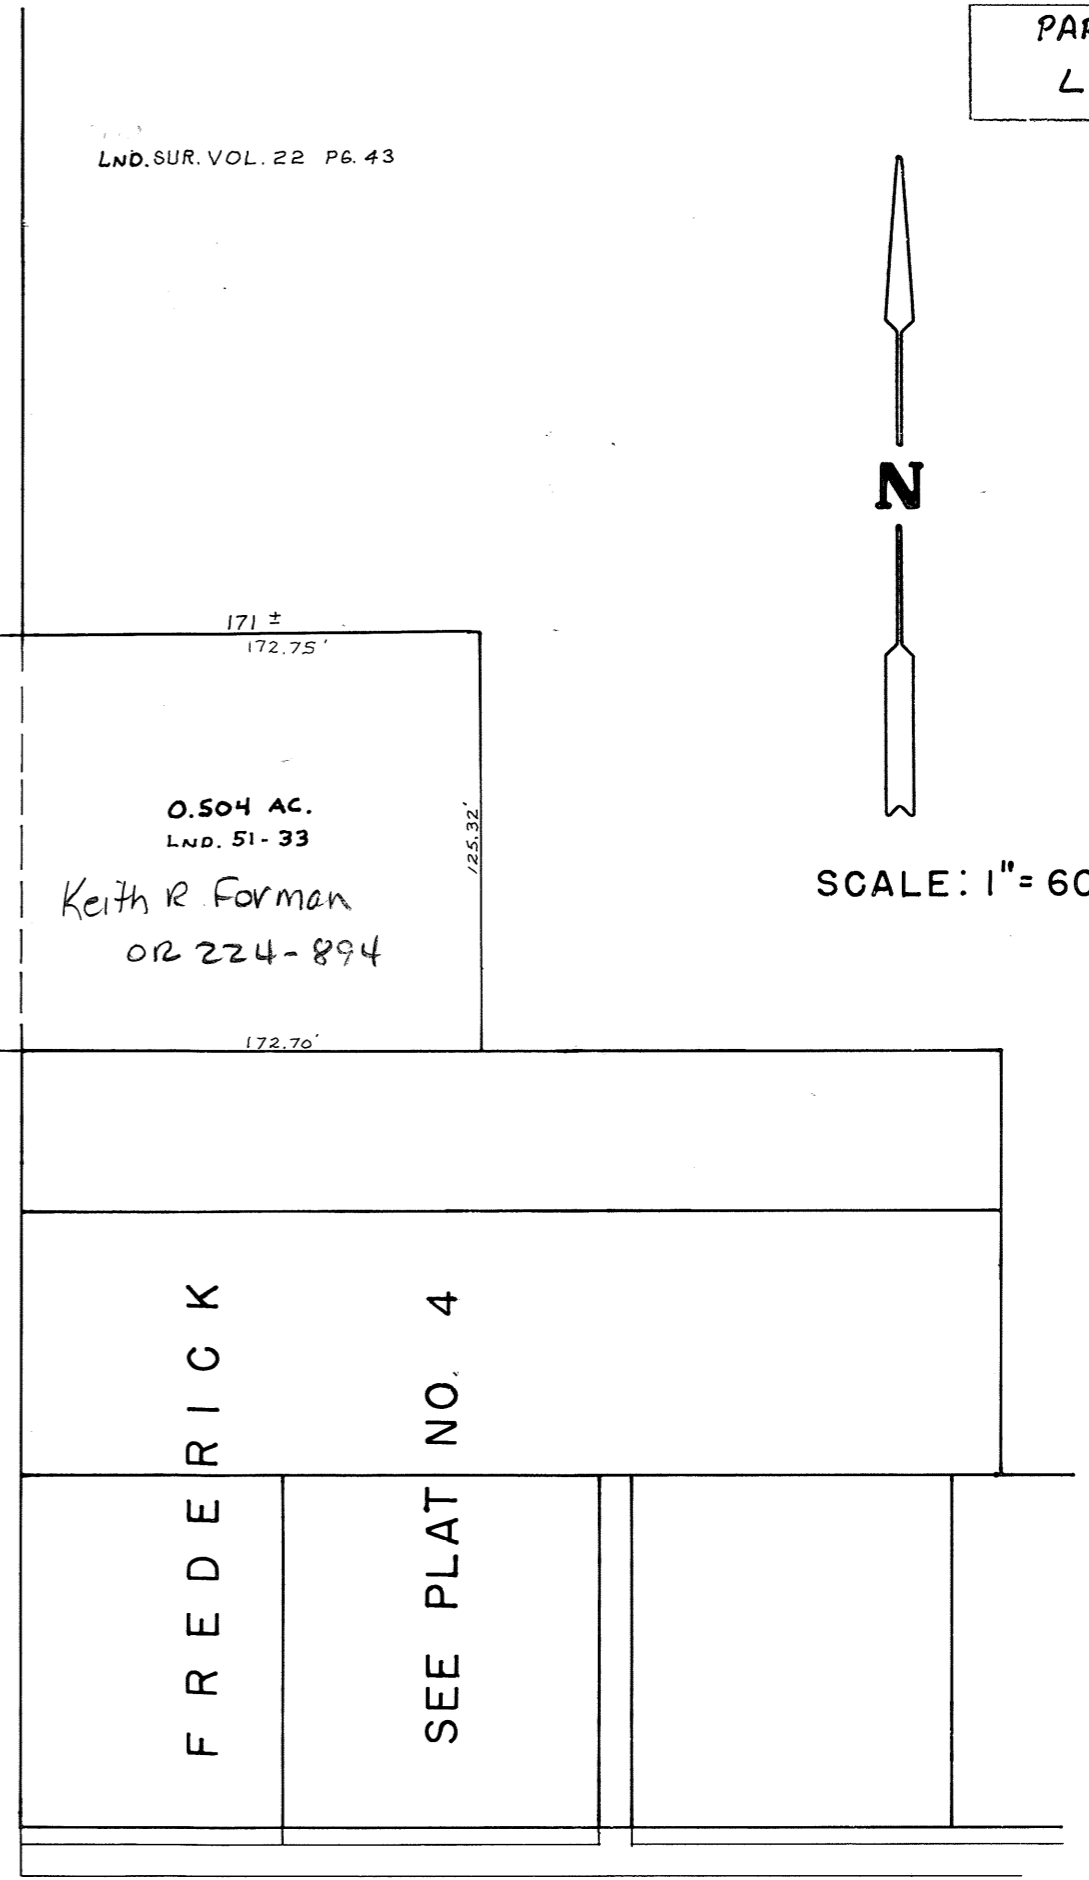 PAR
L
LND. SUR. VOL. 22 PG. 43
N
171 ±
172.75'
125.32'
0.504 AC.
LND. 51-33
Keith R Forman
OR 224-894
SCALE: 1"= 60
172.70'
FREDERICK
SEE PLAT NO. 4